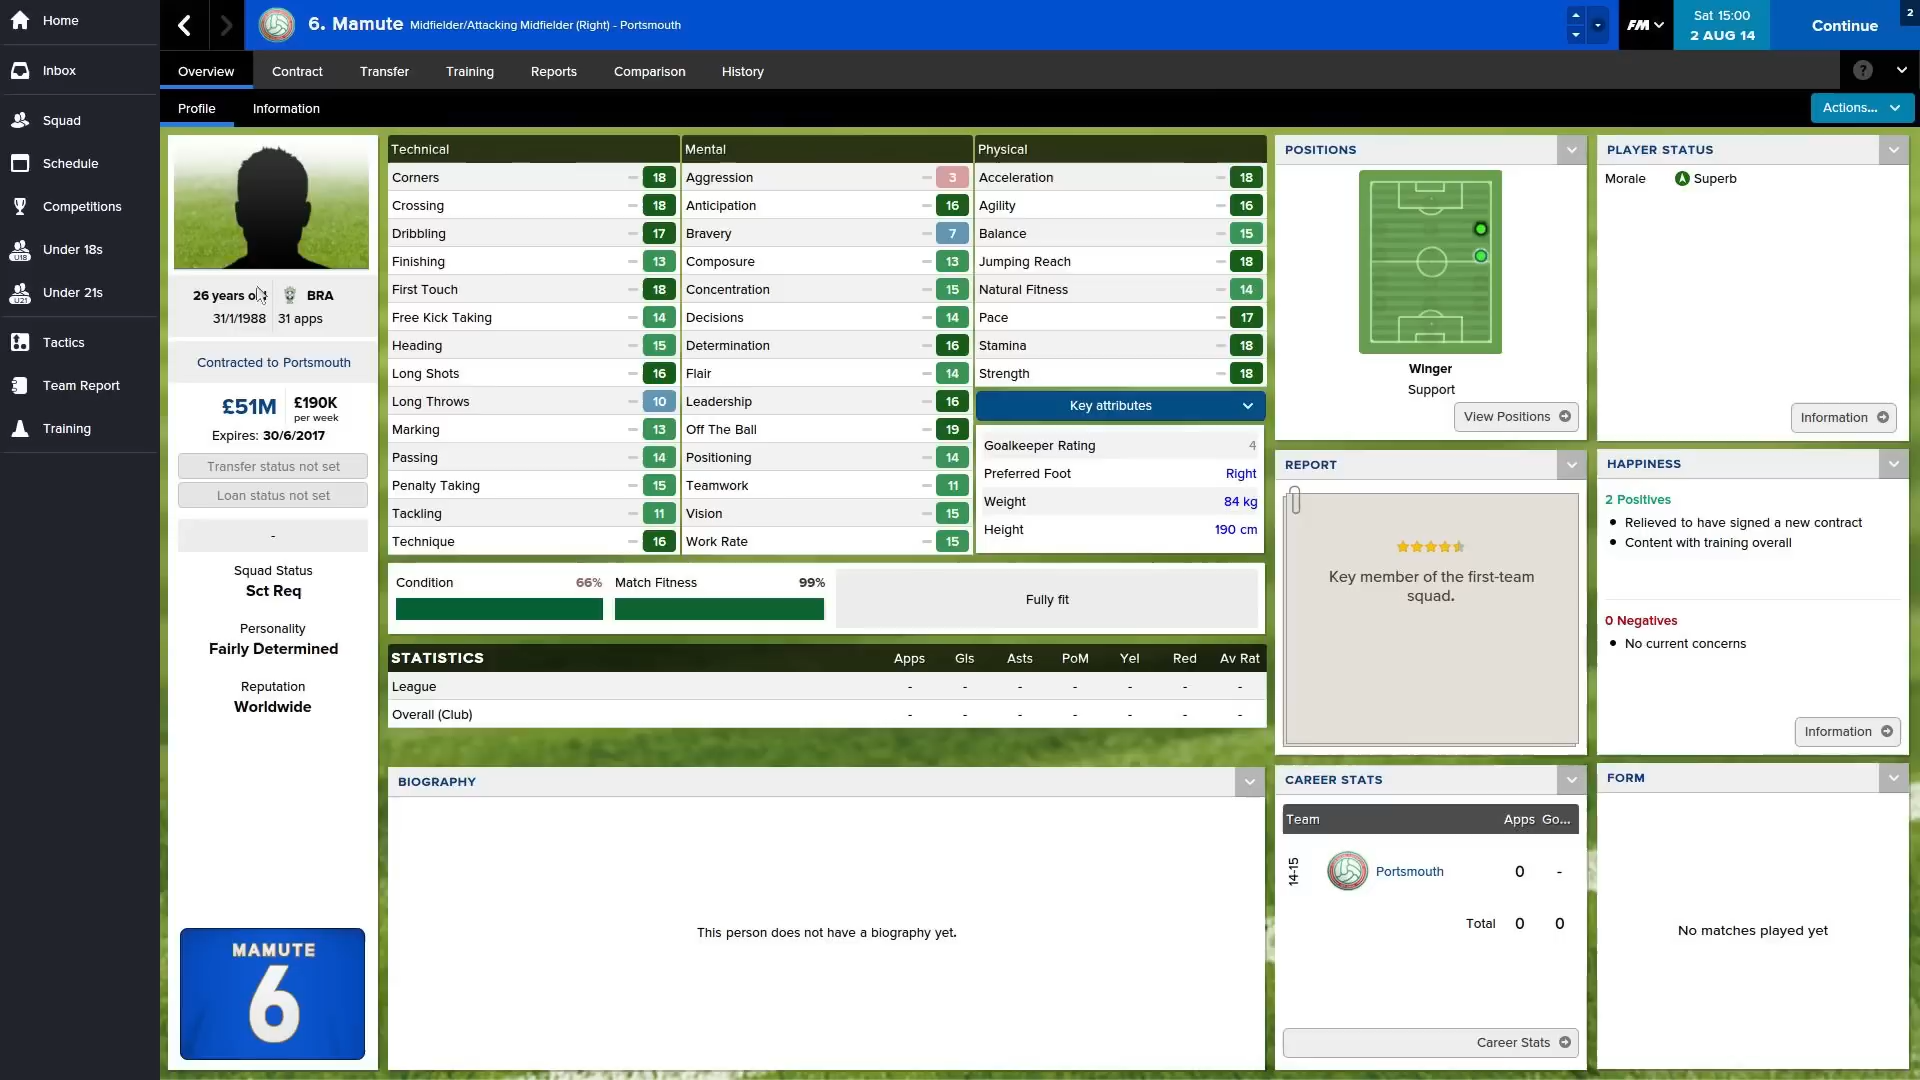 Home
Inbox
Squad
Schedule
Competitions
U18
Under 18s
U21
Under 21s
Tactics
Team Report
Training
6. Mamute Midfielder/Attacking Midfielder (Right) - Portsmouth
FM
Sat 15:00
2 AUG 14
Continue
2
Overview Contract Transfer Training Reports Comparison History
?
Profile Information
Actions...
BRA
31/1/1988 31 apps
Contracted to Portsmouth
£51M £190K
per week
Expires: 30/6/2017
Transfer status not set
Loan status not set
-
Squad Status
Sct Req
Personality
Fairly Determined
Reputation
Worldwide
MAMUTE
6
Technical
Corners - 18
Crossing - 18
Dribbling - 17
Finishing - 13
First Touch - 18
Free Kick Taking - 14
Heading - 15
Long Shots - 16
Long Throws - 10
Marking - 13
Passing - 14
Penalty Taking - 15
Tackling - 11
Technique - 16
Mental
Aggression - 3
Anticipation - 16
Bravery - 7
Composure - 13
Concentration - 15
Decisions - 14
Determination - 16
Flair - 14
Leadership - 16
Off The Ball - 19
Positioning - 14
Teamwork - 11
Vision - 15
Work Rate - 15
Physical
Acceleration - 18
Agility - 16
Balance - 15
Jumping Reach - 18
Natural Fitness - 14
Pace - 17
Stamina - 18
Strength - 18
Key attributes
Goalkeeper Rating 4
Preferred Foot Right
Weight 84 kg
Height 190 cm
Condition 66% Match Fitness 99%
Fully fit
STATISTICS Apps Gls Asts PoM Yel Red Av Rat
League - - - - - - -
Overall (Club) - - - - - - -
BIOGRAPHY
This person does not have a biography yet.
POSITIONS
Winger
Support
View Positions
REPORT
Key member of the first-team
squad.
CAREER STATS
Team Apps Go...
14-15 Portsmouth 0 -
Total 0 0
Career Stats
PLAYER STATUS
Morale Superb
Information
HAPPINESS
2 Positives
• Relieved to have signed a new contract
• Content with training overall
0 Negatives
• No current concerns
Information
FORM
No matches played yet
26 years